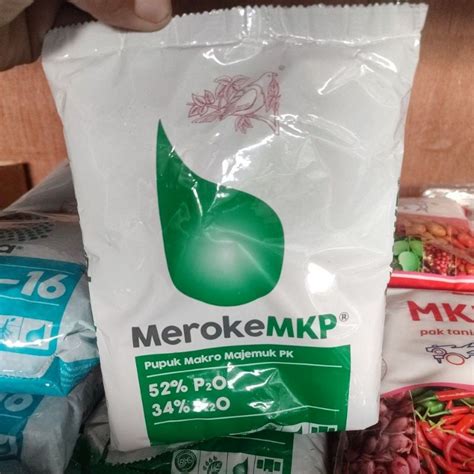 MerokeMKP®
Pupuk Makro Majemuk PK
52% P₂O₅
34% K₂O
-16
MK
pak tani